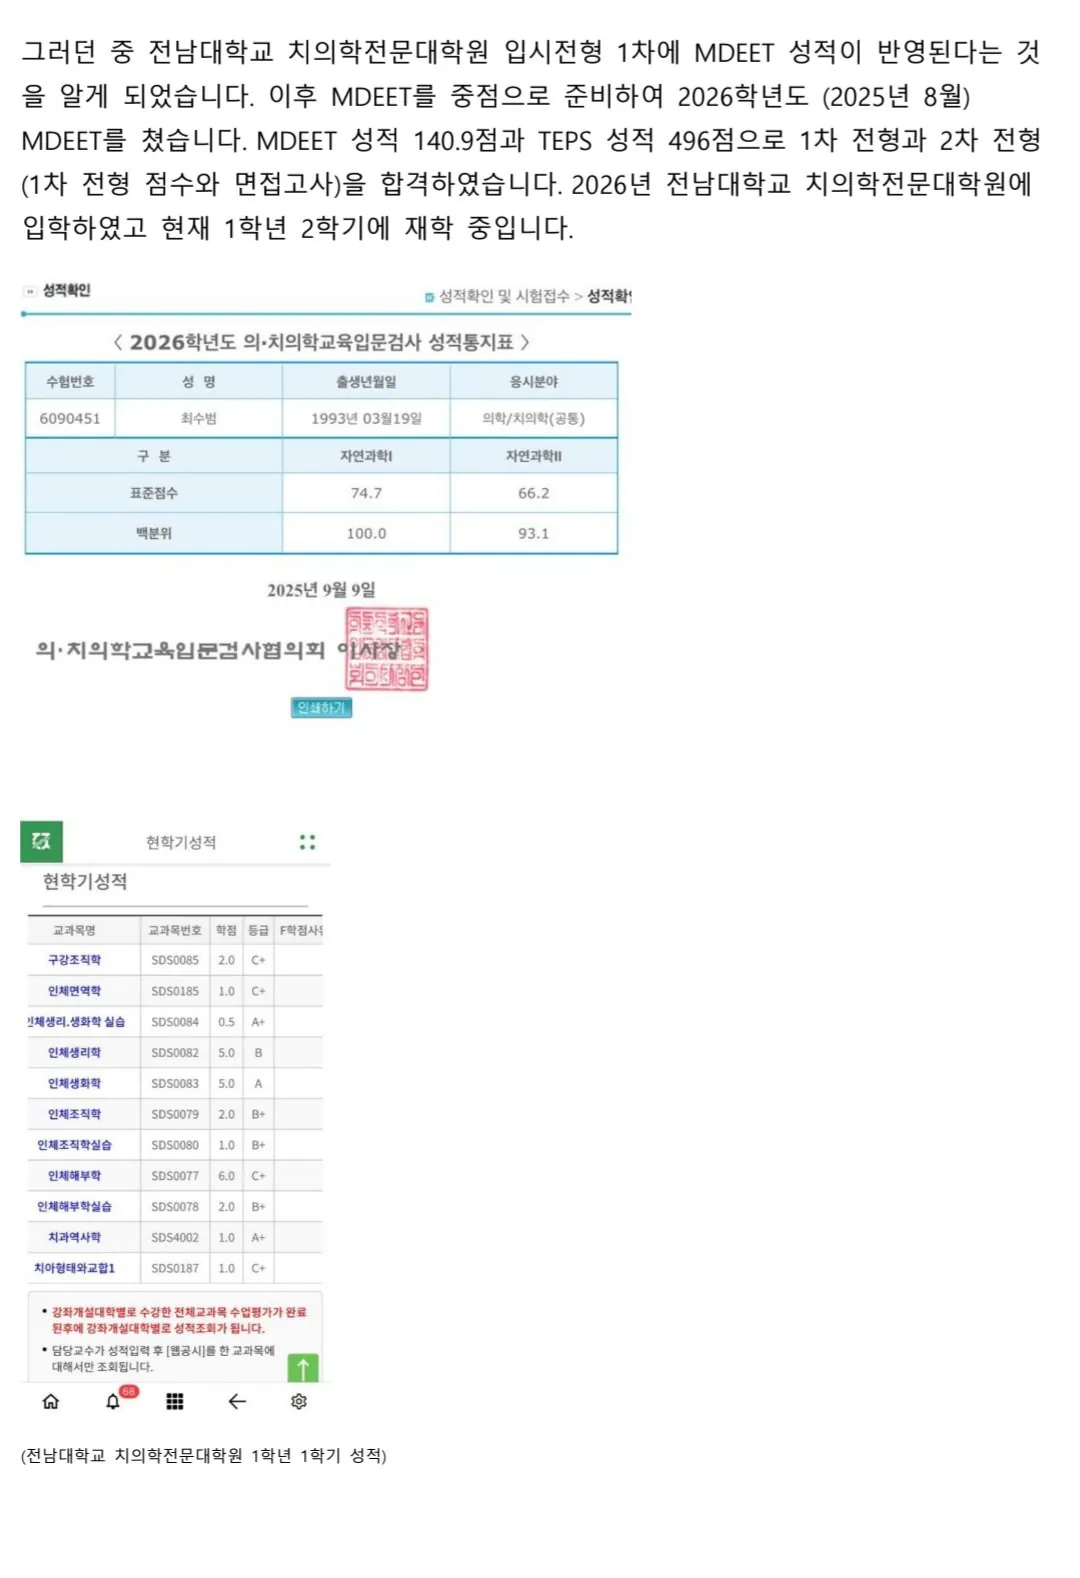 그러던 중 전남대학교 치의학전문대학원 입시전형 1차에 MDEET 성적이 반영된다는 것
을 알게 되었습니다. 이후 MDEET를 중점으로 준비하여 2026학년도 (2025년 8월)
MDEET를 쳤습니다. MDEET 성적 140.9점과 TEPS 성적 496점으로 1차 전형과 2차 전형
(1차 전형 점수와 면접고사)을 합격하였습니다. 2026년 전남대학교 치의학전문대학원에
입학하였고 현재 1학년 2학기에 재학 중입니다.
성적확인
성적확인 및 시험접수 > 성적확인
< 2026학년도 의·치의학교육입문검사 성적통지표 >
수험번호 성 명 출생년월일 응시분야
6090451 최수범 1993년 03월19일 의학/치의학(공통)
구 분 자연과학I 자연과학II
표준점수 74.7 66.2
백분위 100.0 93.1
2025년 9월 9일
의·치의학교육입문검사협의회 이사장
인쇄하기
현학기성적
현학기성적
교과목명 교과목번호 학점 등급 F학점사유
구강조직학 SDS0085 2.0 C+
인체면역학 SDS0185 1.0 C+
인체생리.생화학 실습 SDS0084 0.5 A+
인체생리학 SDS0082 5.0 B
인체생화학 SDS0083 5.0 A
인체조직학 SDS0079 2.0 B+
인체조직학실습 SDS0080 1.0 B+
인체해부학 SDS0077 6.0 C+
인체해부학실습 SDS0078 2.0 B+
치과역사학 SDS4002 1.0 A+
치아형태와교합1 SDS0187 1.0 C+
• 강좌개설대학별로 수강한 전체교과목 수업평가가 완료
된후에 강좌개설대학별로 성적조회가 됩니다.
• 담당교수가 성적입력 후 [웹공시]를 한 교과목에
대해서만 조회됩니다.
68
(전남대학교 치의학전문대학원 1학년 1학기 성적)